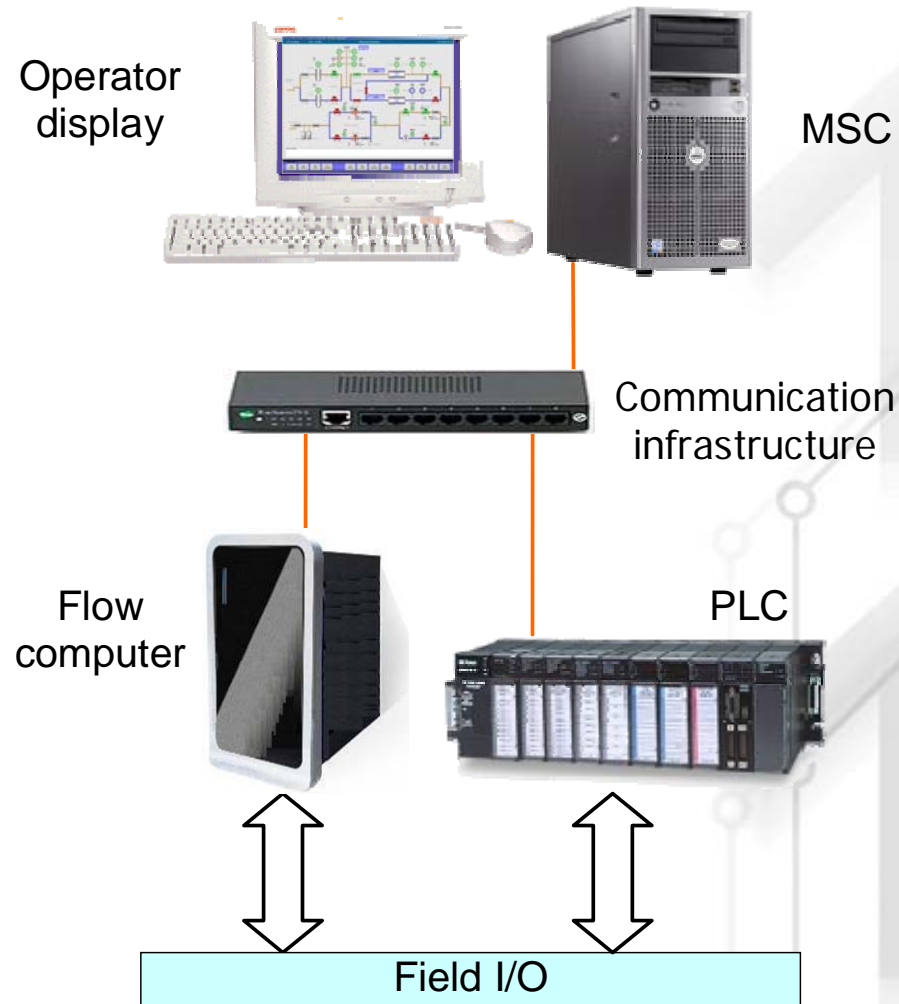 Operator
display
MSC
Communication
infrastructure
Flow
computer
PLC
Field I/O